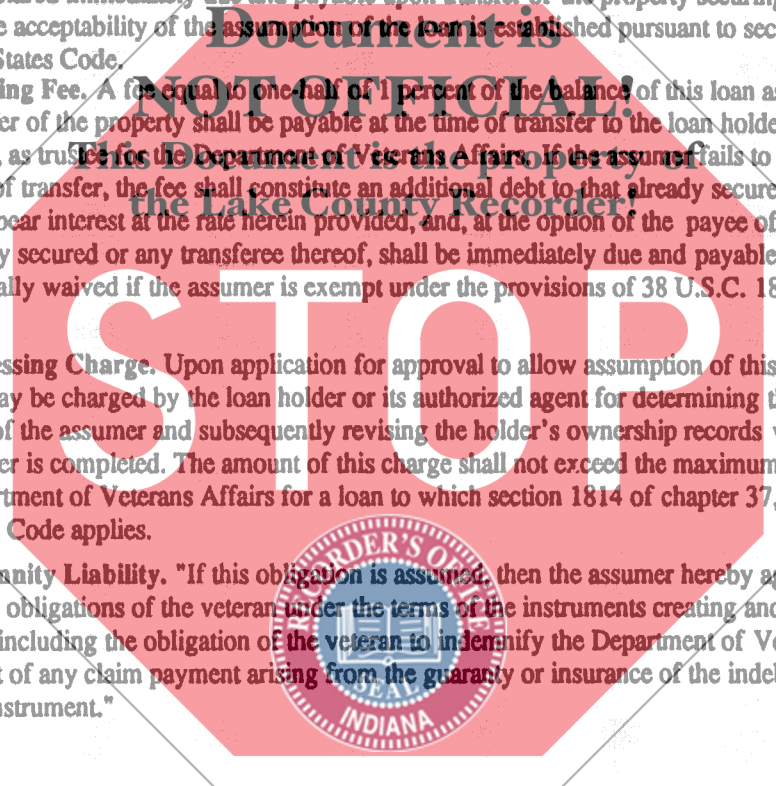 e acceptability of the assumption of the loan is established pursuant to sec
States Code.
ing Fee. A fee equal to one-half of 1 percent of the balance of this loan as
er of the property shall be payable at the time of transfer to the loan holde
, as trustee for the Department of Veterans Affairs. If the assumer fails to
of transfer, the fee shall constitute an additional debt to that already secure
bear interest at the rate herein provided, and, at the option of the payee of
y secured or any transferee thereof, shall be immediately due and payable
ally waived if the assumer is exempt under the provisions of 38 U.S.C. 18
essing Charge. Upon application for approval to allow assumption of this
ay be charged by the loan holder or its authorized agent for determining t
of the assumer and subsequently revising the holder's ownership records
er is completed. The amount of this charge shall not exceed the maximum
rtment of Veterans Affairs for a loan to which section 1814 of chapter 37,
Code applies.
nnity Liability. "If this obligation is assumed, then the assumer hereby a
obligations of the veteran under the terms of the instruments creating and
including the obligation of the veteran to indemnify the Department of Ve
t of any claim payment arising from the guaranty or insurance of the inde
nstrument."
Document is
NOT OFFICIAL!
This Document is the property of
the Lake County Recorder!
STOP
RECORDER'S OFFICE
SEAL
INDIANA